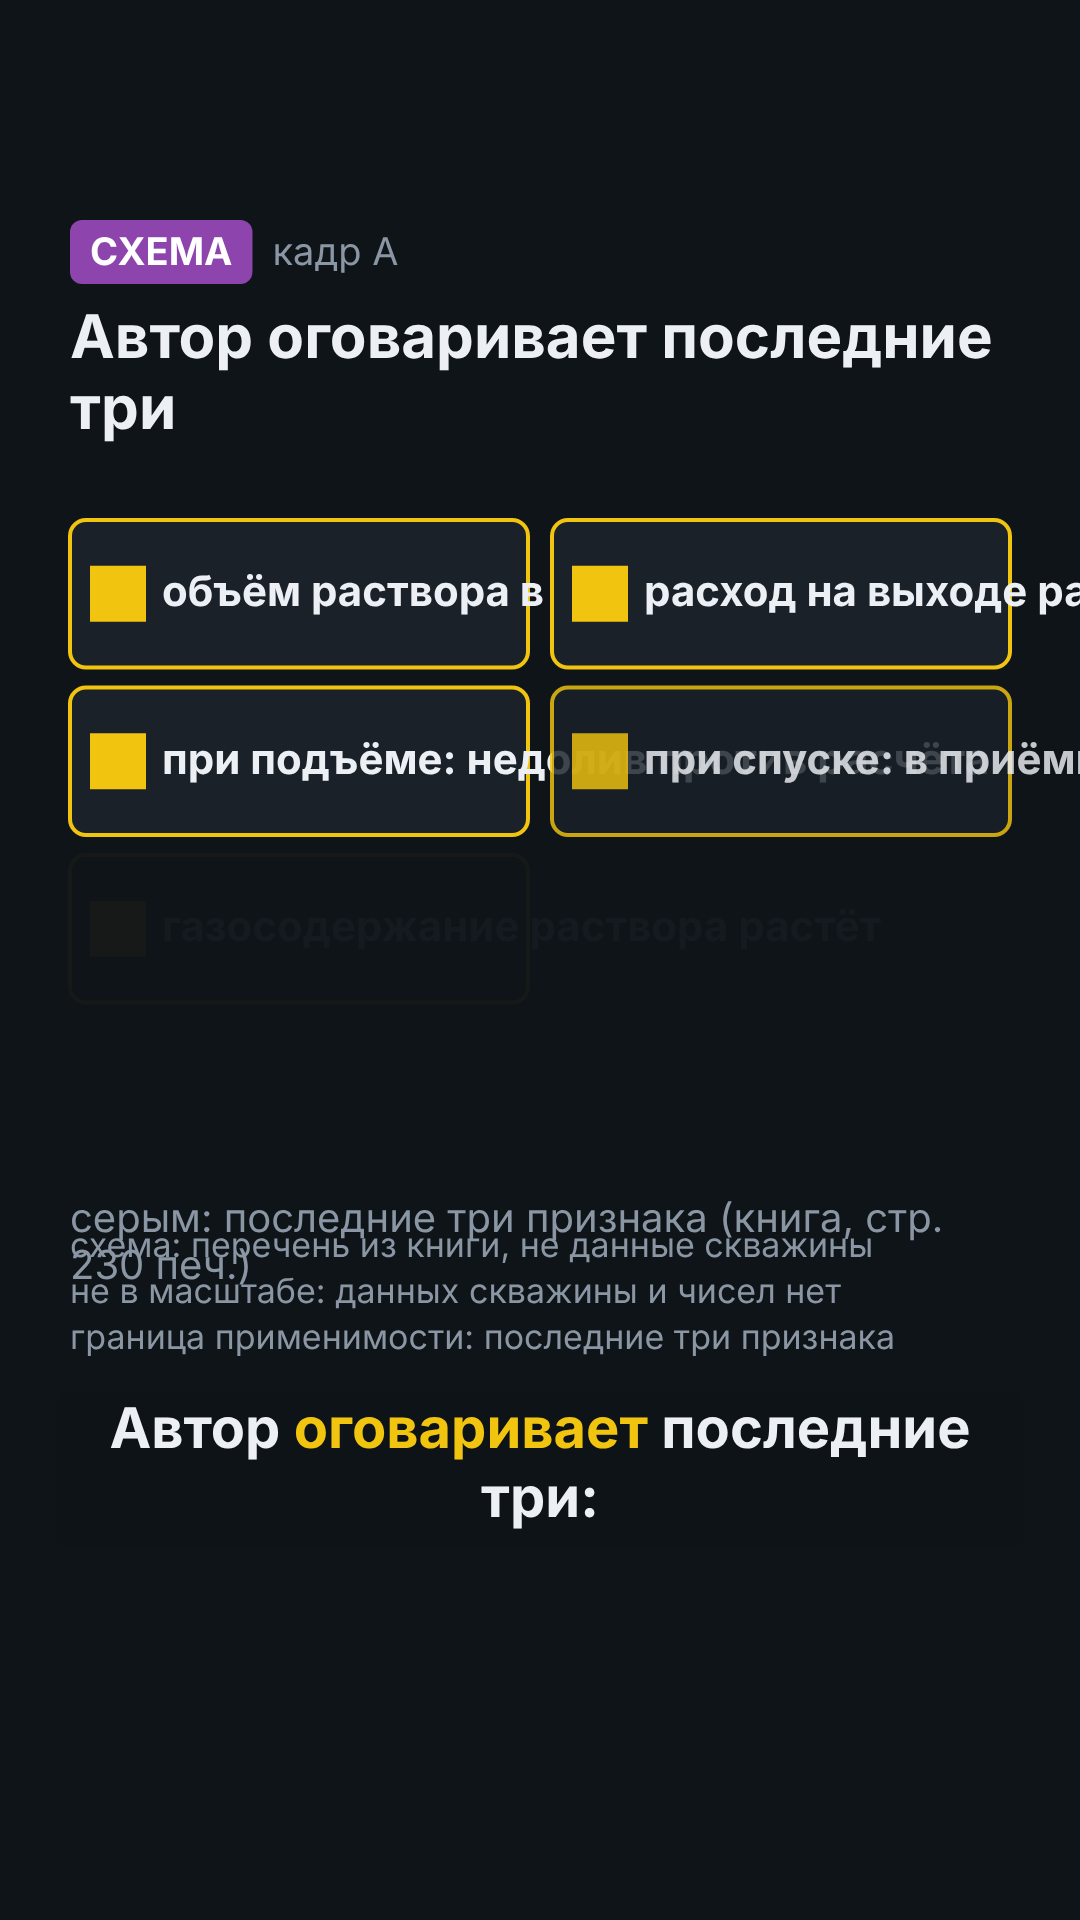 СХЕМА кадр А
Автор оговаривает последние
три
объём раствора в
расход на выходе ра
при подъёме: недолив
при спуске: в приём
газосодержание раствора растёт
серым: последние три признака (книга, стр.
230 печ.)
схема: перечень из книги, не данные скважины
не в масштабе: данных скважины и чисел нет
граница применимости: последние три признака
Автор оговаривает последние
три: